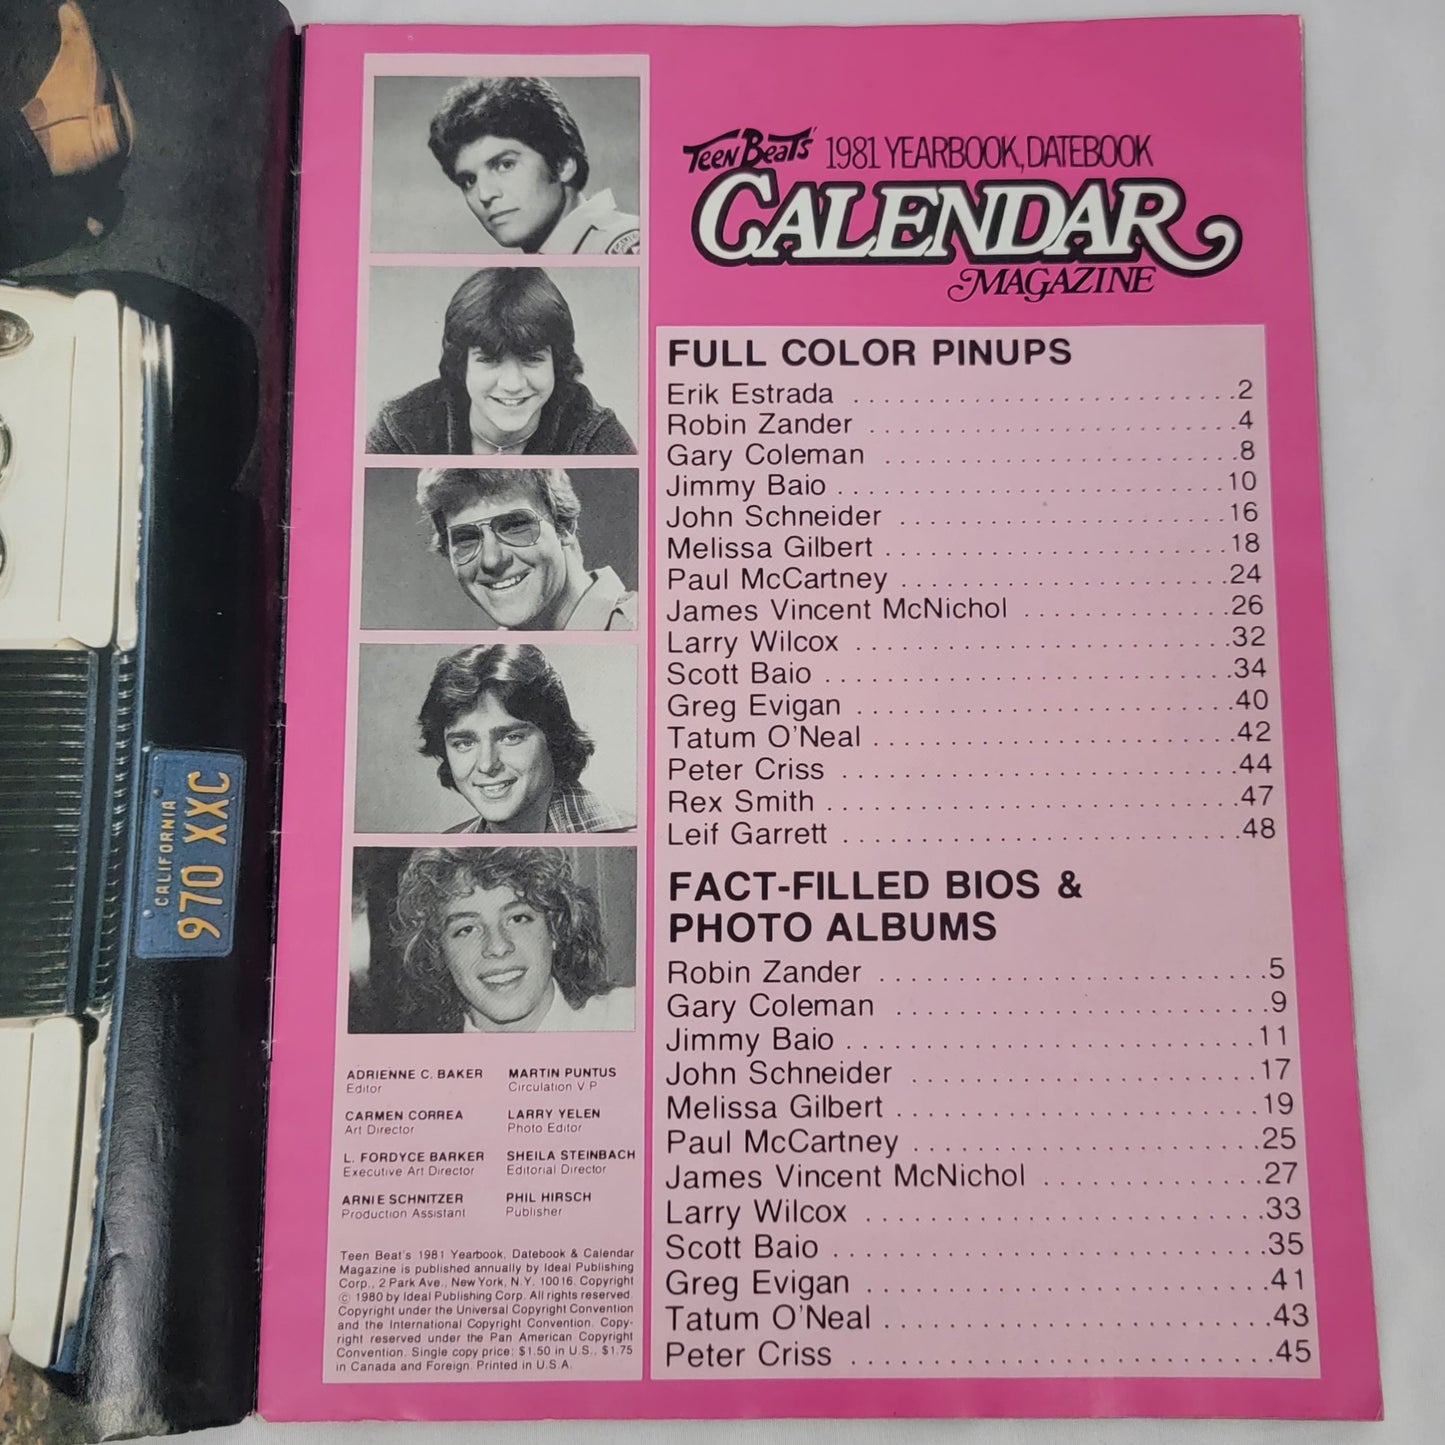 CALIFORNIA
970 XXC
Teen Beat's 1981 YEARBOOK, DATEBOOK
CALENDAR
MAGAZINE
FULL COLOR PINUPS
Erik Estrada ........................2
Robin Zander ........................4
Gary Coleman ........................8
Jimmy Baio ........................10
John Schneider ........................16
Melissa Gilbert ........................18
Paul McCartney ........................24
James Vincent McNichol ..............26
Larry Wilcox ........................32
Scott Baio ........................34
Greg Evigan ........................40
Tatum O'Neal ........................42
Peter Criss ........................44
Rex Smith ........................47
Leif Garrett ........................48
FACT-FILLED BIOS &
PHOTO ALBUMS
Robin Zander ........................5
Gary Coleman ........................9
Jimmy Baio ........................11
John Schneider ........................17
Melissa Gilbert ........................19
Paul McCartney ........................25
James Vincent McNichol ..............27
Larry Wilcox ........................33
Scott Baio ........................35
Greg Evigan ........................41
Tatum O'Neal ........................43
Peter Criss ........................45
ADRIENNE C. BAKER
Editor
CARMEN CORREA
Art Director
L. FORDYCE BARKER
Executive Art Director
ARNIE SCHNITZER
Production Assistant
MARTIN PUNTUS
Circulation V P
LARRY YELEN
Photo Editor
SHEILA STEINBACH
Editorial Director
PHIL HIRSCH
Publisher
Teen Beat's 1981 Yearbook, Datebook & Calendar
Magazine is published annually by Ideal Publishing
Corp., 2 Park Ave., New York, N.Y. 10016. Copyright
© 1980 by Ideal Publishing Corp. All rights reserved.
Copyright under the Universal Copyright Convention
and the International Copyright Convention. Copy-
right reserved under the Pan American Copyright
Convention. Single copy price: $1.50 in U.S., $1.75
in Canada and Foreign. Printed in U.S.A.